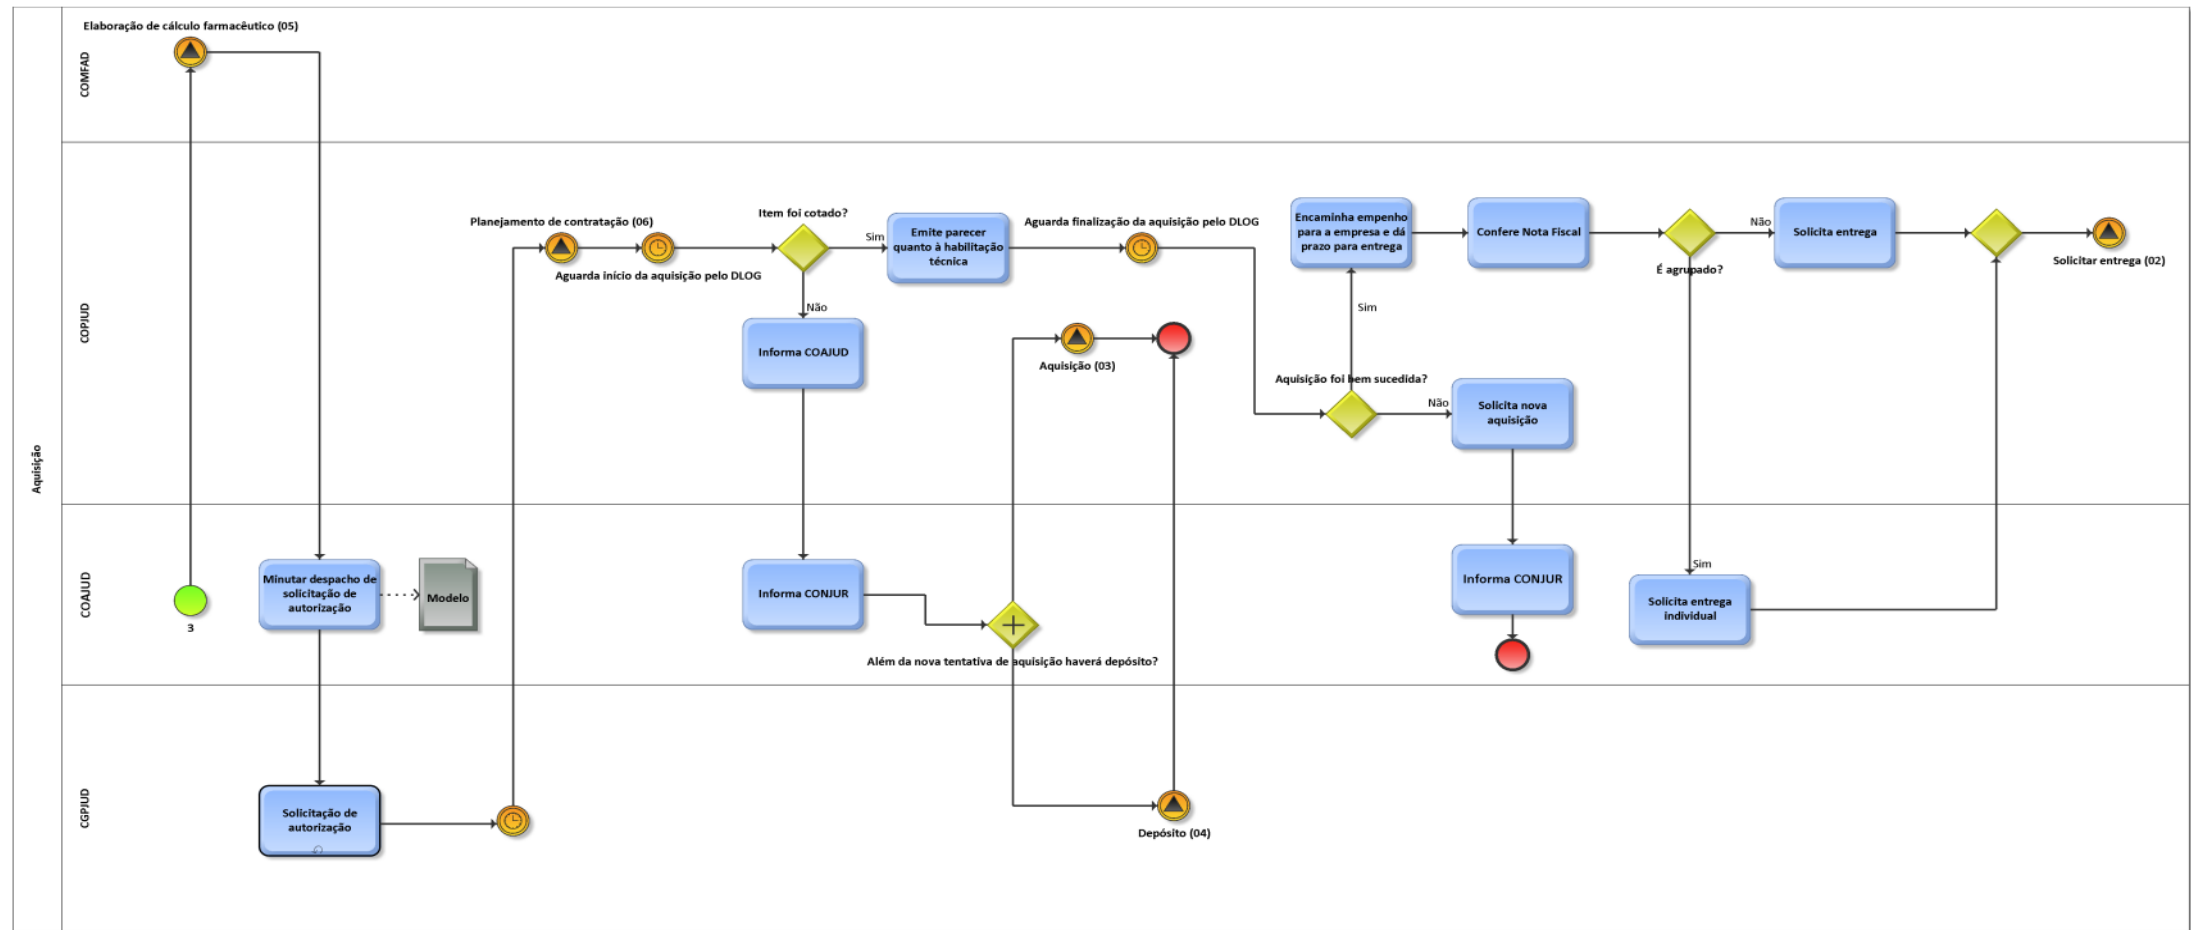 Aquisição
COMFAD
Elaboração de cálculo farmacêutico (05)
COPJUD
Planejamento de contratação (06)
Aguarda início da aquisição pelo DLOG
Item foi cotado?
Sim
Não
Emite parecer
quanto à habilitação
técnica
Informa COAJUD
Aguarda finalização da aquisição pelo DLOG
Aquisição (03)
Encaminha empenho
para a empresa e dá
prazo para entrega
Sim
Aquisição foi bem sucedida?
Não
Solicita nova
aquisição
Confere Nota Fiscal
É agrupado?
Não
Solicita entrega
Solicitar entrega (02)
COAJUD
3
Minutar despacho de
solicitação de
autorização
Modelo
Informa CONJUR
Além da nova tentativa de aquisição haverá depósito?
Informa CONJUR
Sim
Solicita entrega
individual
CGPJUD
Solicitação de
autorização
Depósito (04)